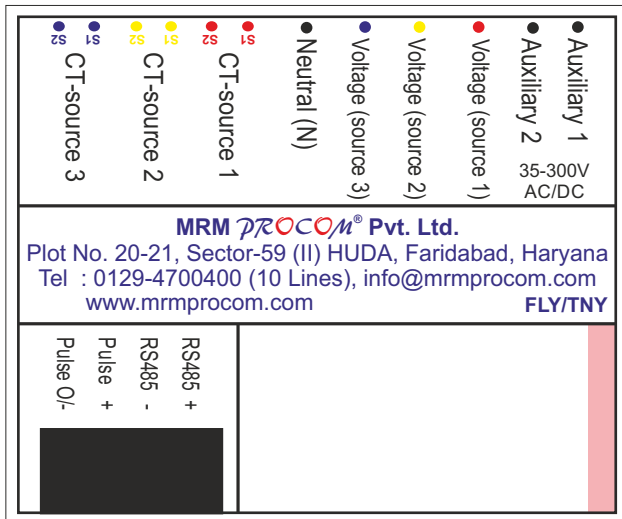 S2 S1 S2 S1 S2 S1
CT-source 3
CT-source 2
CT-source 1
Neutral (N)
Voltage (source 3)
Voltage (source 2)
Voltage (source 1)
Auxiliary 2
Auxiliary 1
35-300V
AC/DC
MRM PROCOM® Pvt. Ltd.
Plot No. 20-21, Sector-59 (II) HUDA, Faridabad, Haryana
Tel : 0129-4700400 (10 Lines), info@mrmprocom.com
www.mrmprocom.com FLY/TNY
Pulse O/-
Pulse +
RS485 -
RS485 +